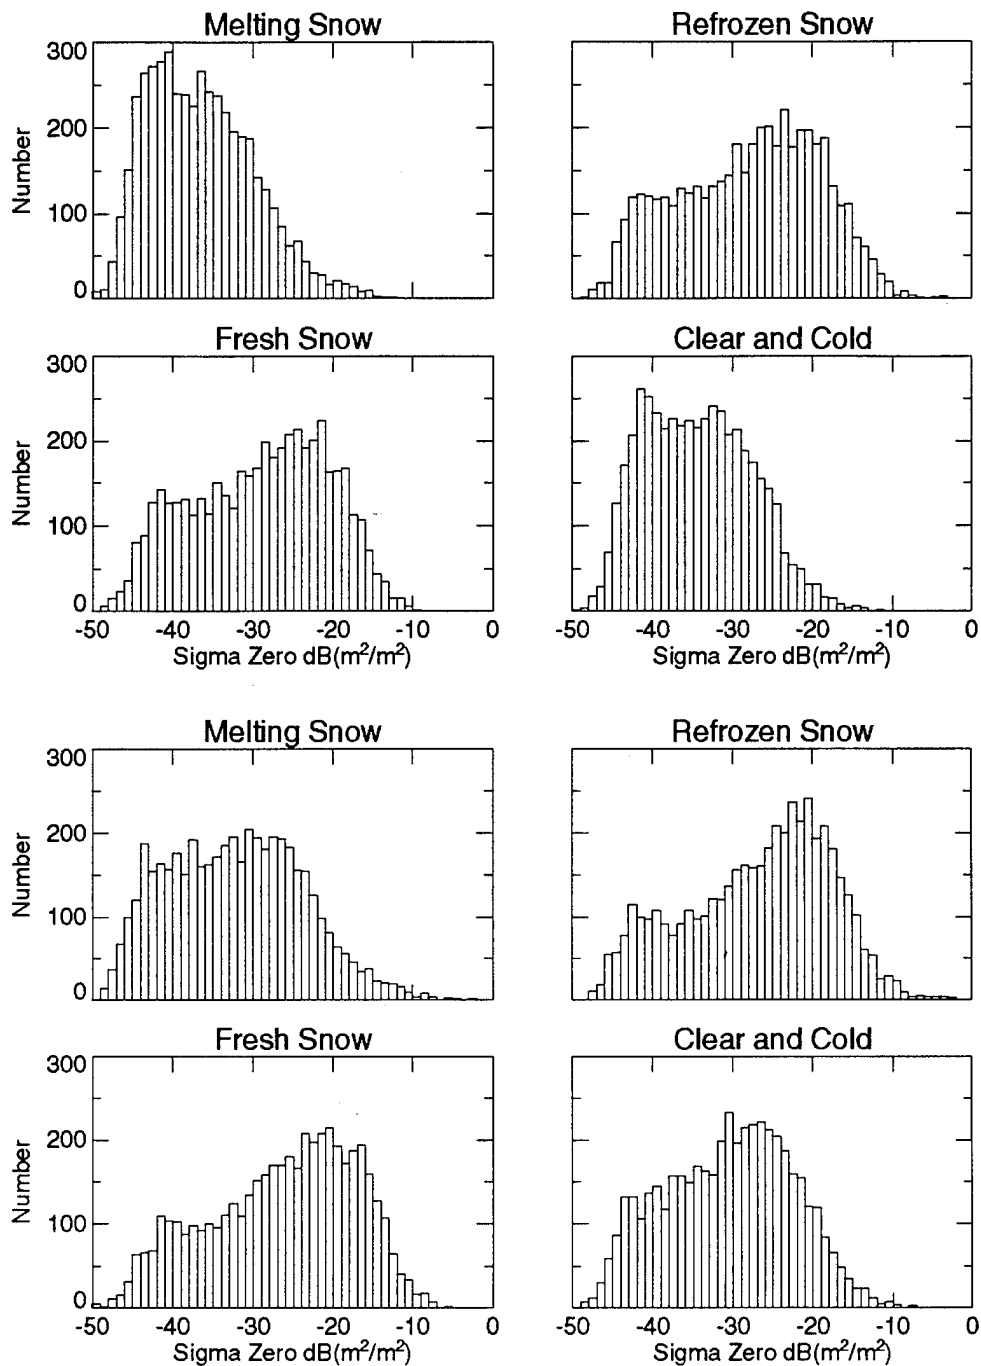 Melting Snow
Refrozen Snow
300
200
100
0
Number
Fresh Snow
Clear and Cold
300
200
100
0
Number
-50 -40 -30 -20 -10 0
-50 -40 -30 -20 -10 0
Sigma Zero dB(m²/m²)
Sigma Zero dB(m²/m²)
Melting Snow
Refrozen Snow
300
200
100
0
Number
Fresh Snow
Clear and Cold
300
200
100
0
Number
-50 -40 -30 -20 -10 0
-50 -40 -30 -20 -10 0
Sigma Zero dB(m²/m²)
Sigma Zero dB(m²/m²)